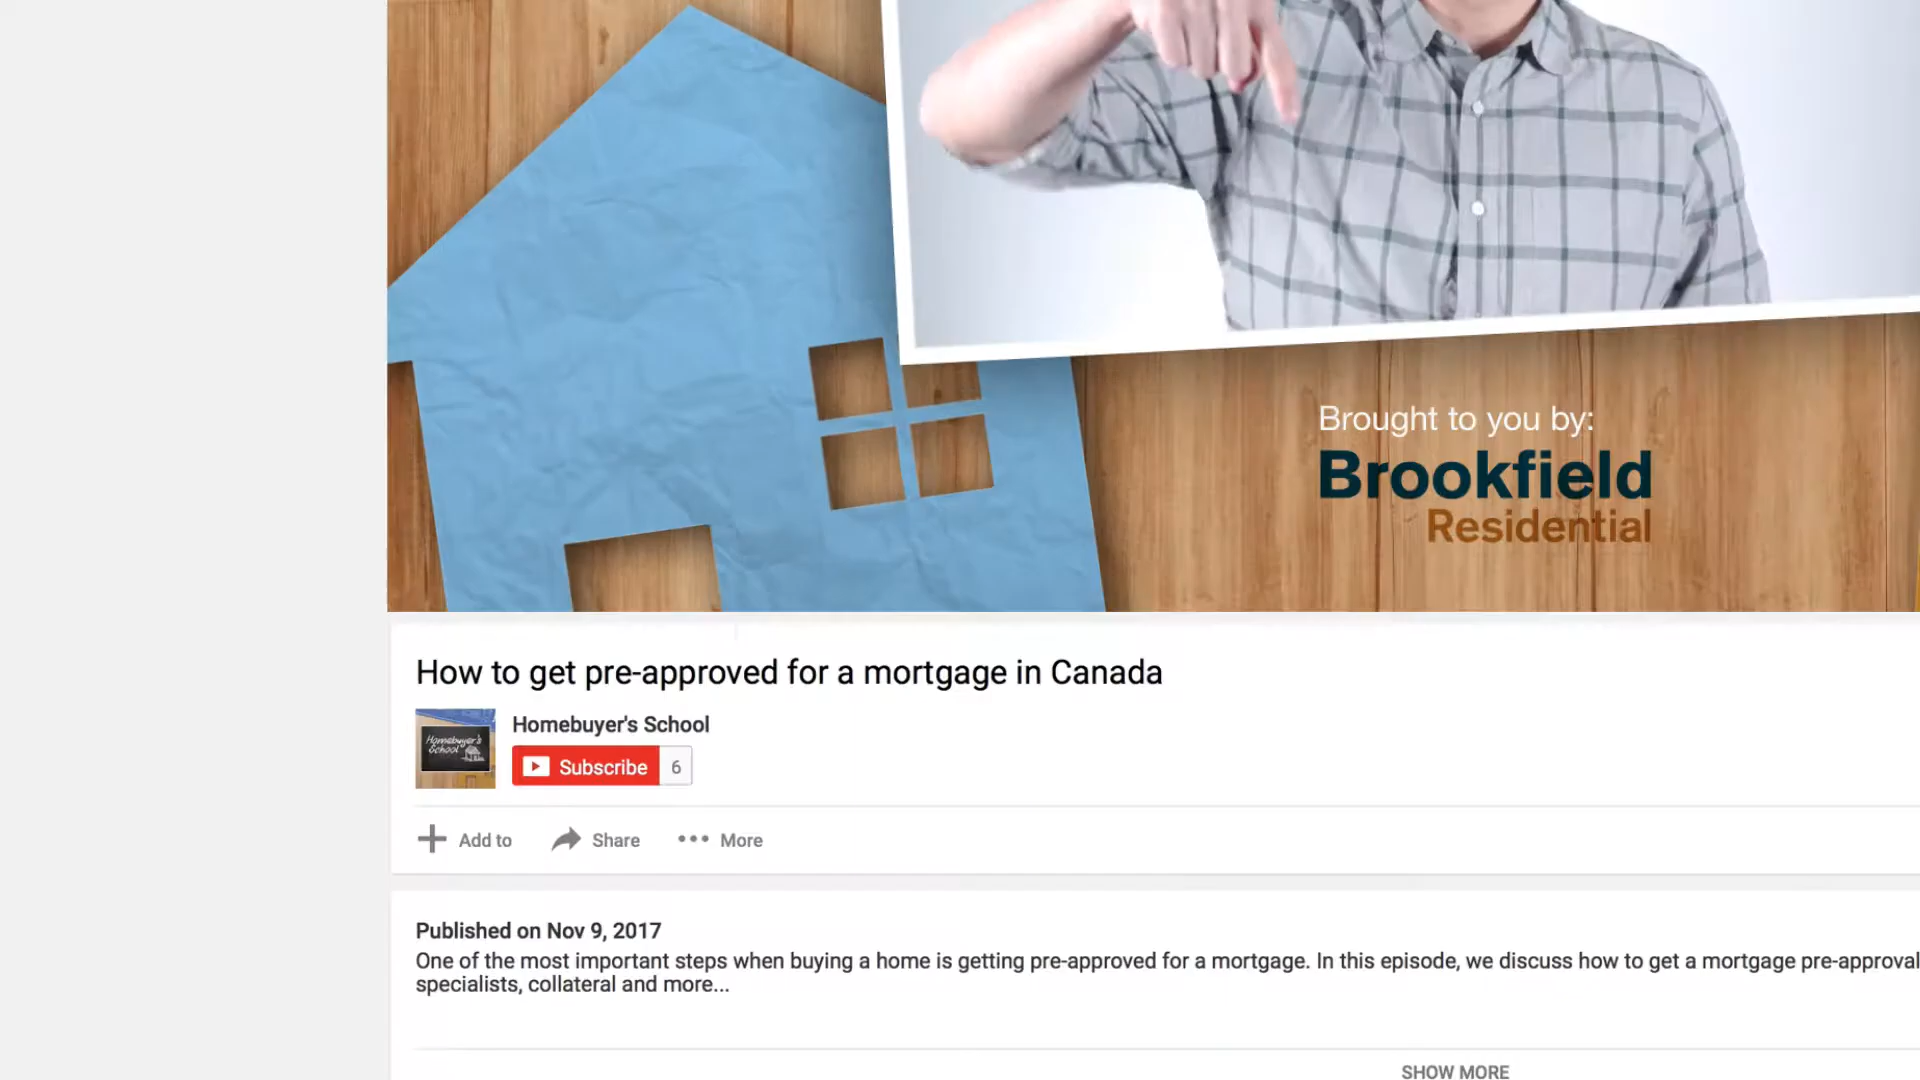 Brought to you by:
Brookfield
Residential
How to get pre-approved for a mortgage in Canada
Homebuyer's
School
Homebuyer's School
Subscribe 6
Add to Share More
Published on Nov 9, 2017
One of the most important steps when buying a home is getting pre-approved for a mortgage. In this episode, we discuss how to get a mortgage pre-approval
specialists, collateral and more...
SHOW MORE